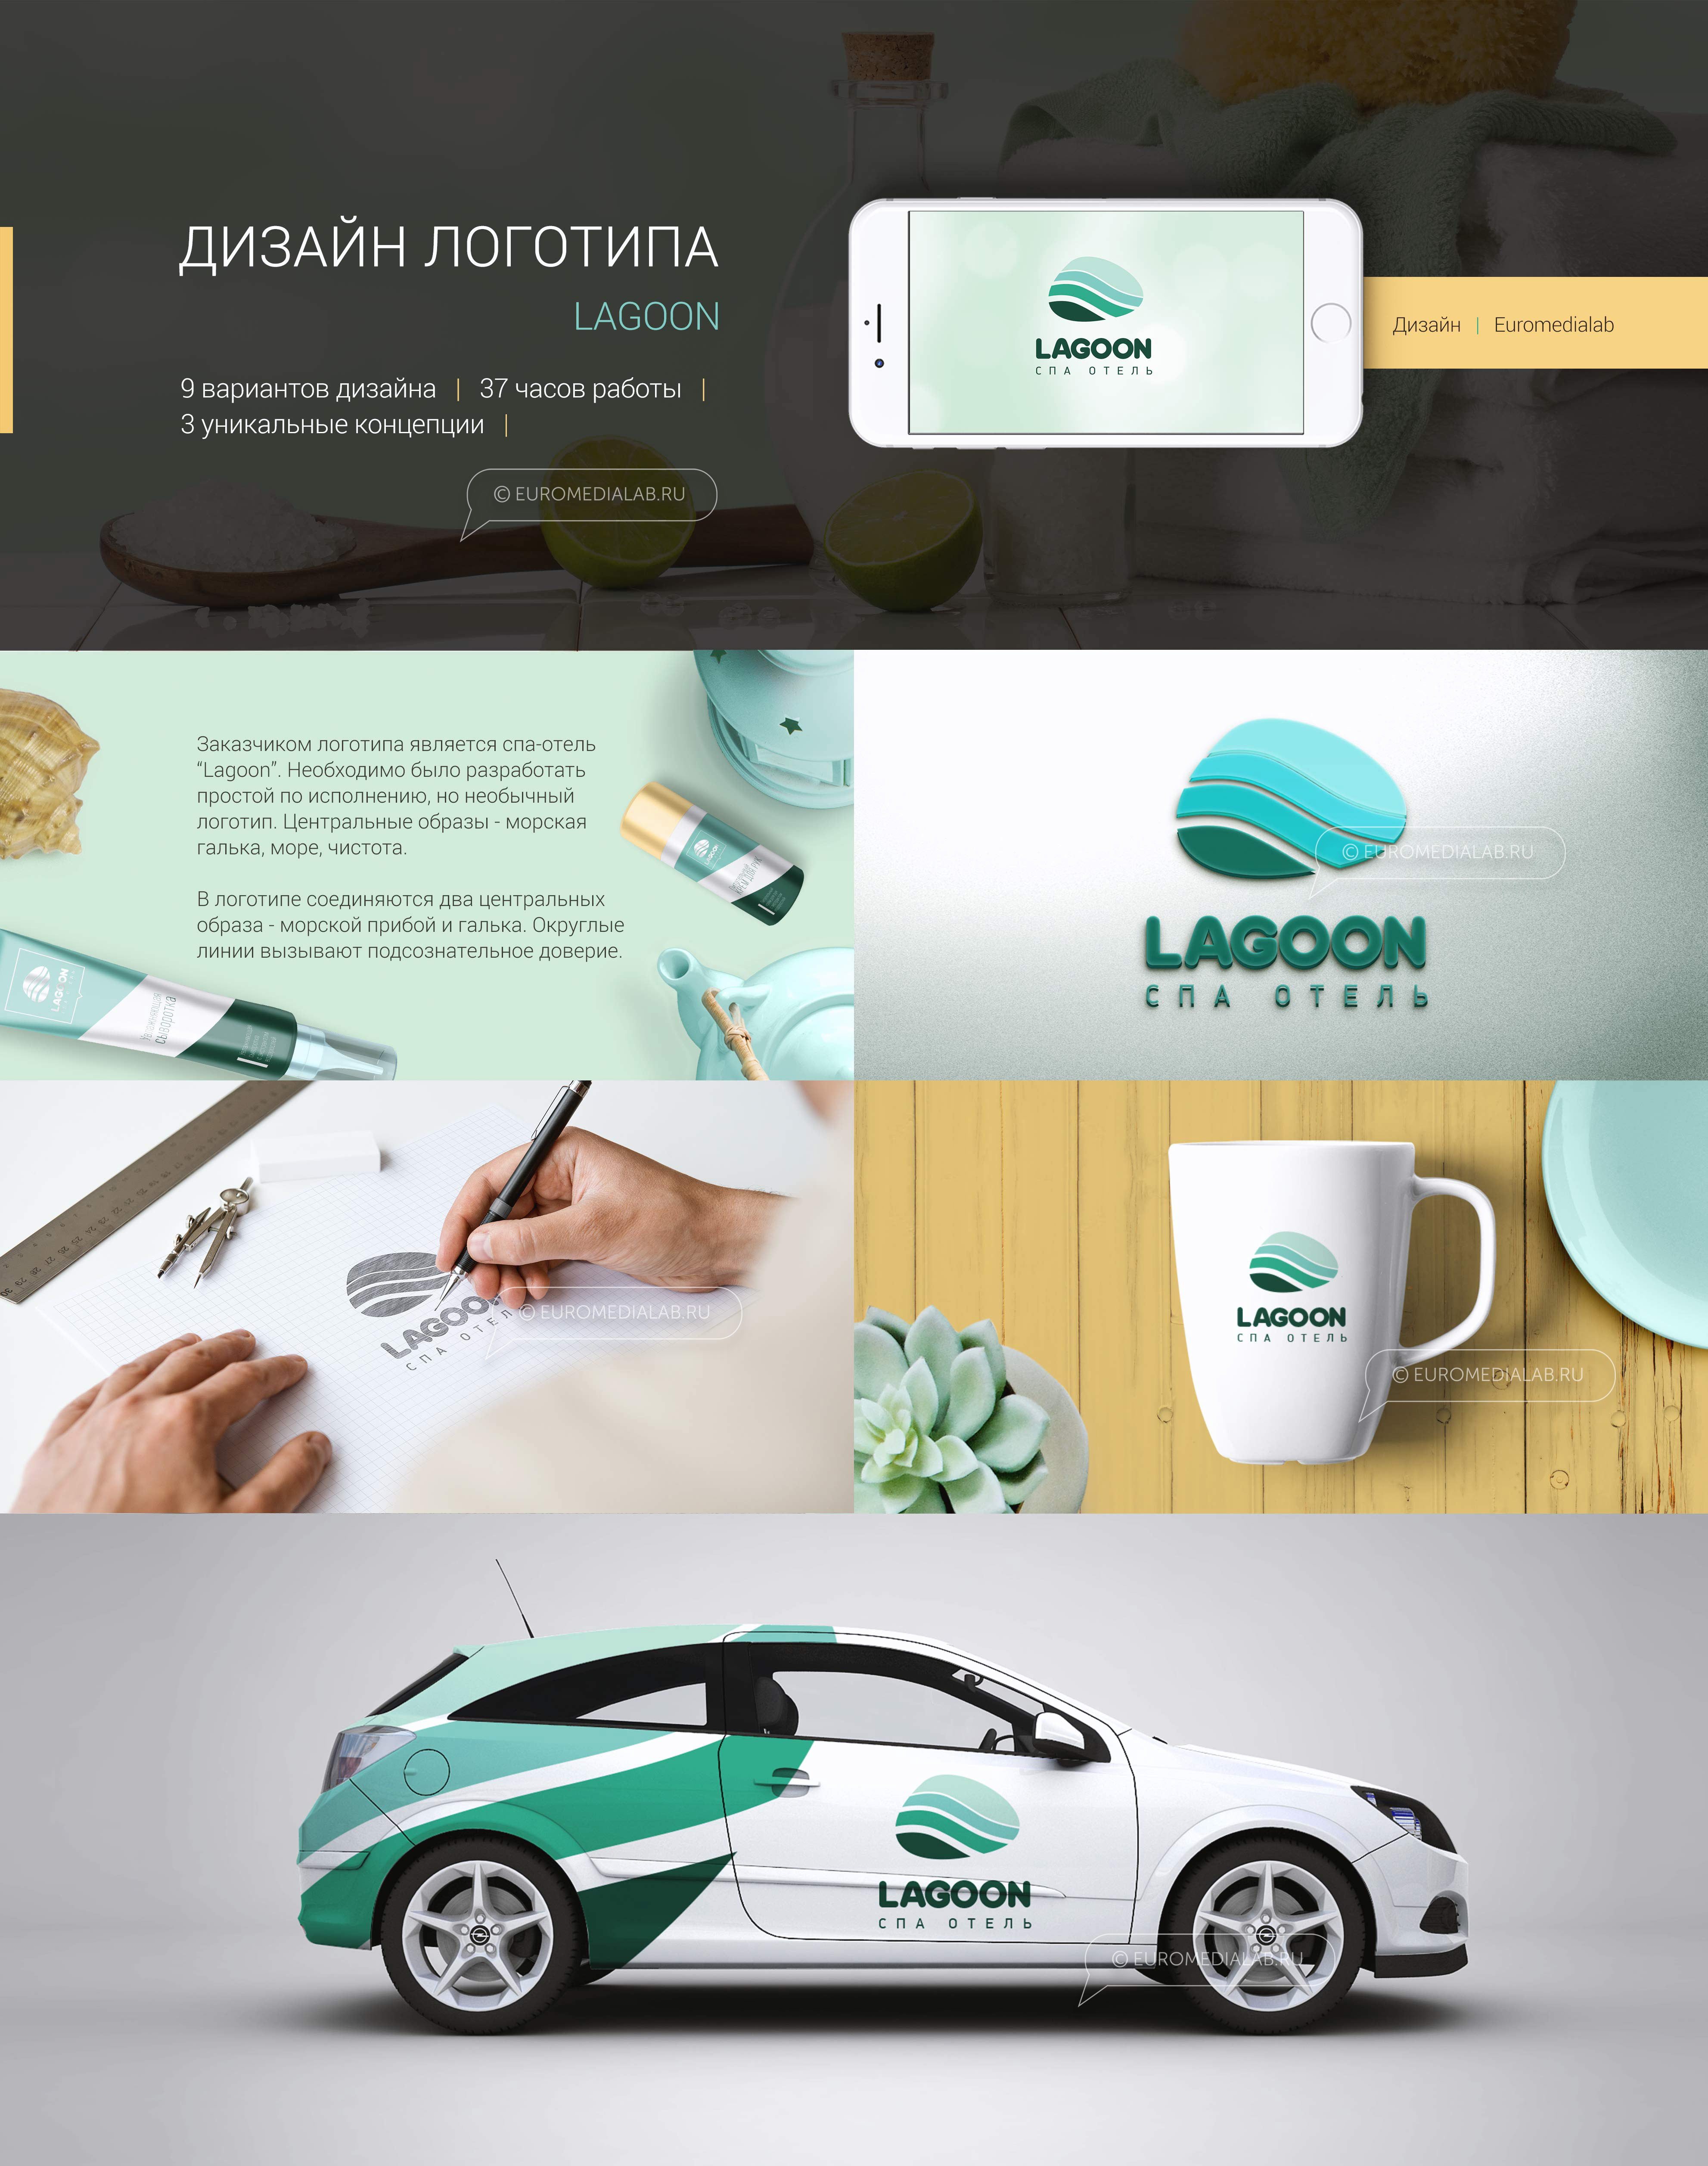 ДИЗАЙН ЛОГОТИПА
LAGOON
9 вариантов дизайна | 37 часов работы |
3 уникальные концепции |
© EUROMEDIALAB.RU
LAGOON
СПА ОТЕЛЬ
Дизайн | Euromedialab
Заказчиком логотипа является спа-отель
“Lagoon”. Необходимо было разработать
простой по исполнению, но необычный
логотип. Центральные образы - морская
галька, море, чистота.
В логотипе соединяются два центральных
образа - морской прибой и галька. Округлые
линии вызывают подсознательное доверие.
LAGOON
LAGOON
Увлажняющая
сыворотка
© EUROMEDIALAB.RU
LAGOON
СПА ОТЕЛЬ
LAGOON
СПА ОТЕЛЬ
© EUROMEDIALAB.RU
LAGOON
СПА ОТЕЛЬ
© EUROMEDIALAB.RU
LAGOON
СПА ОТЕЛЬ
© EUROMEDIALAB.RU